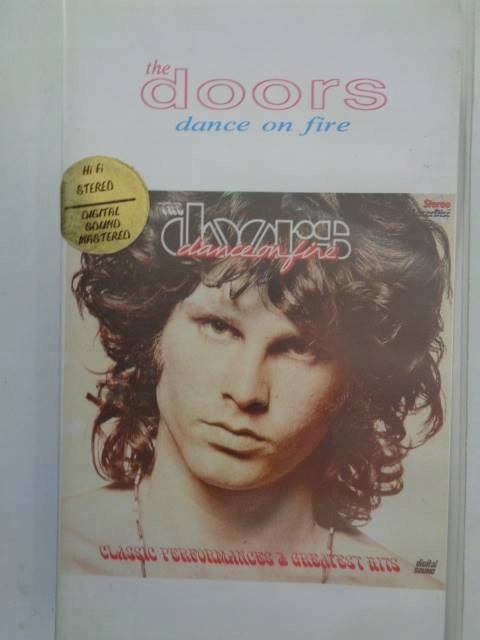 the
doors
dance on fire
Hi Fi
STEREO
DIGITAL
SOUND
MASTERED
Stereo
THE
doors
dance on fire
CLASSIC PERFORMANCES & GREATEST HITS
digital
SOUND